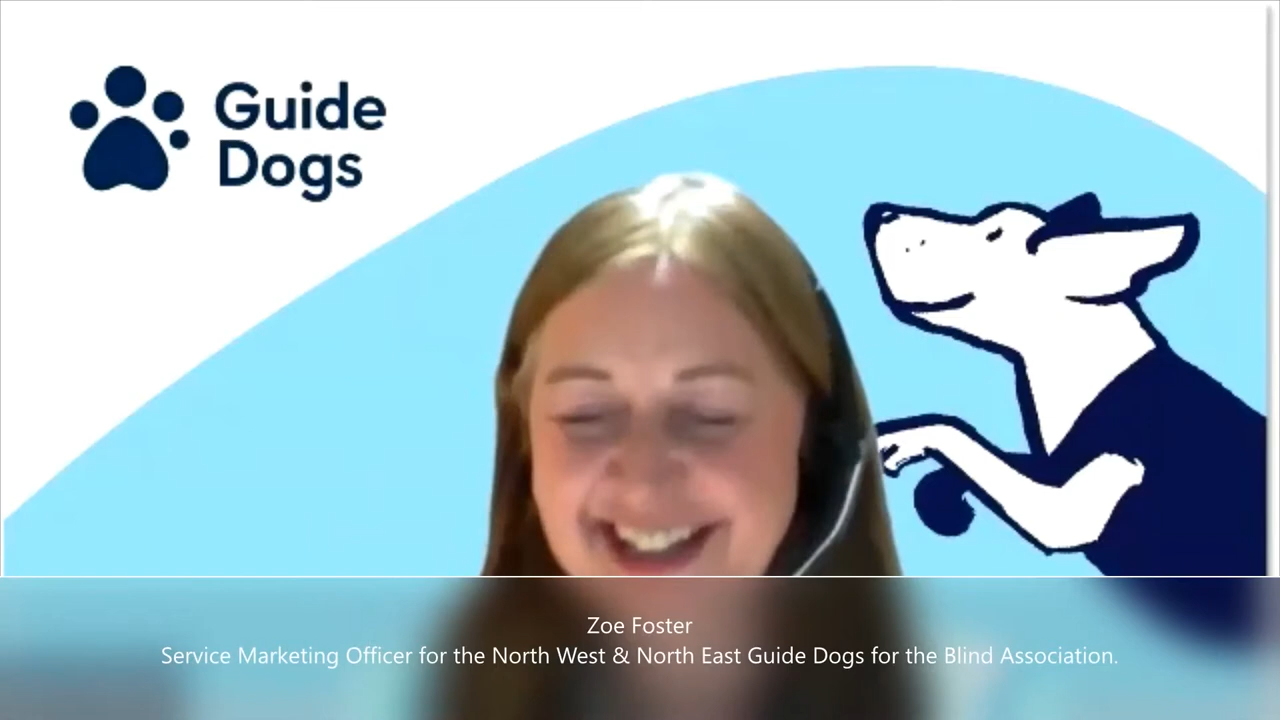 Guide
Dogs
Zoe Foster
Service Marketing Officer for the North West & North East Guide Dogs for the Blind Association.